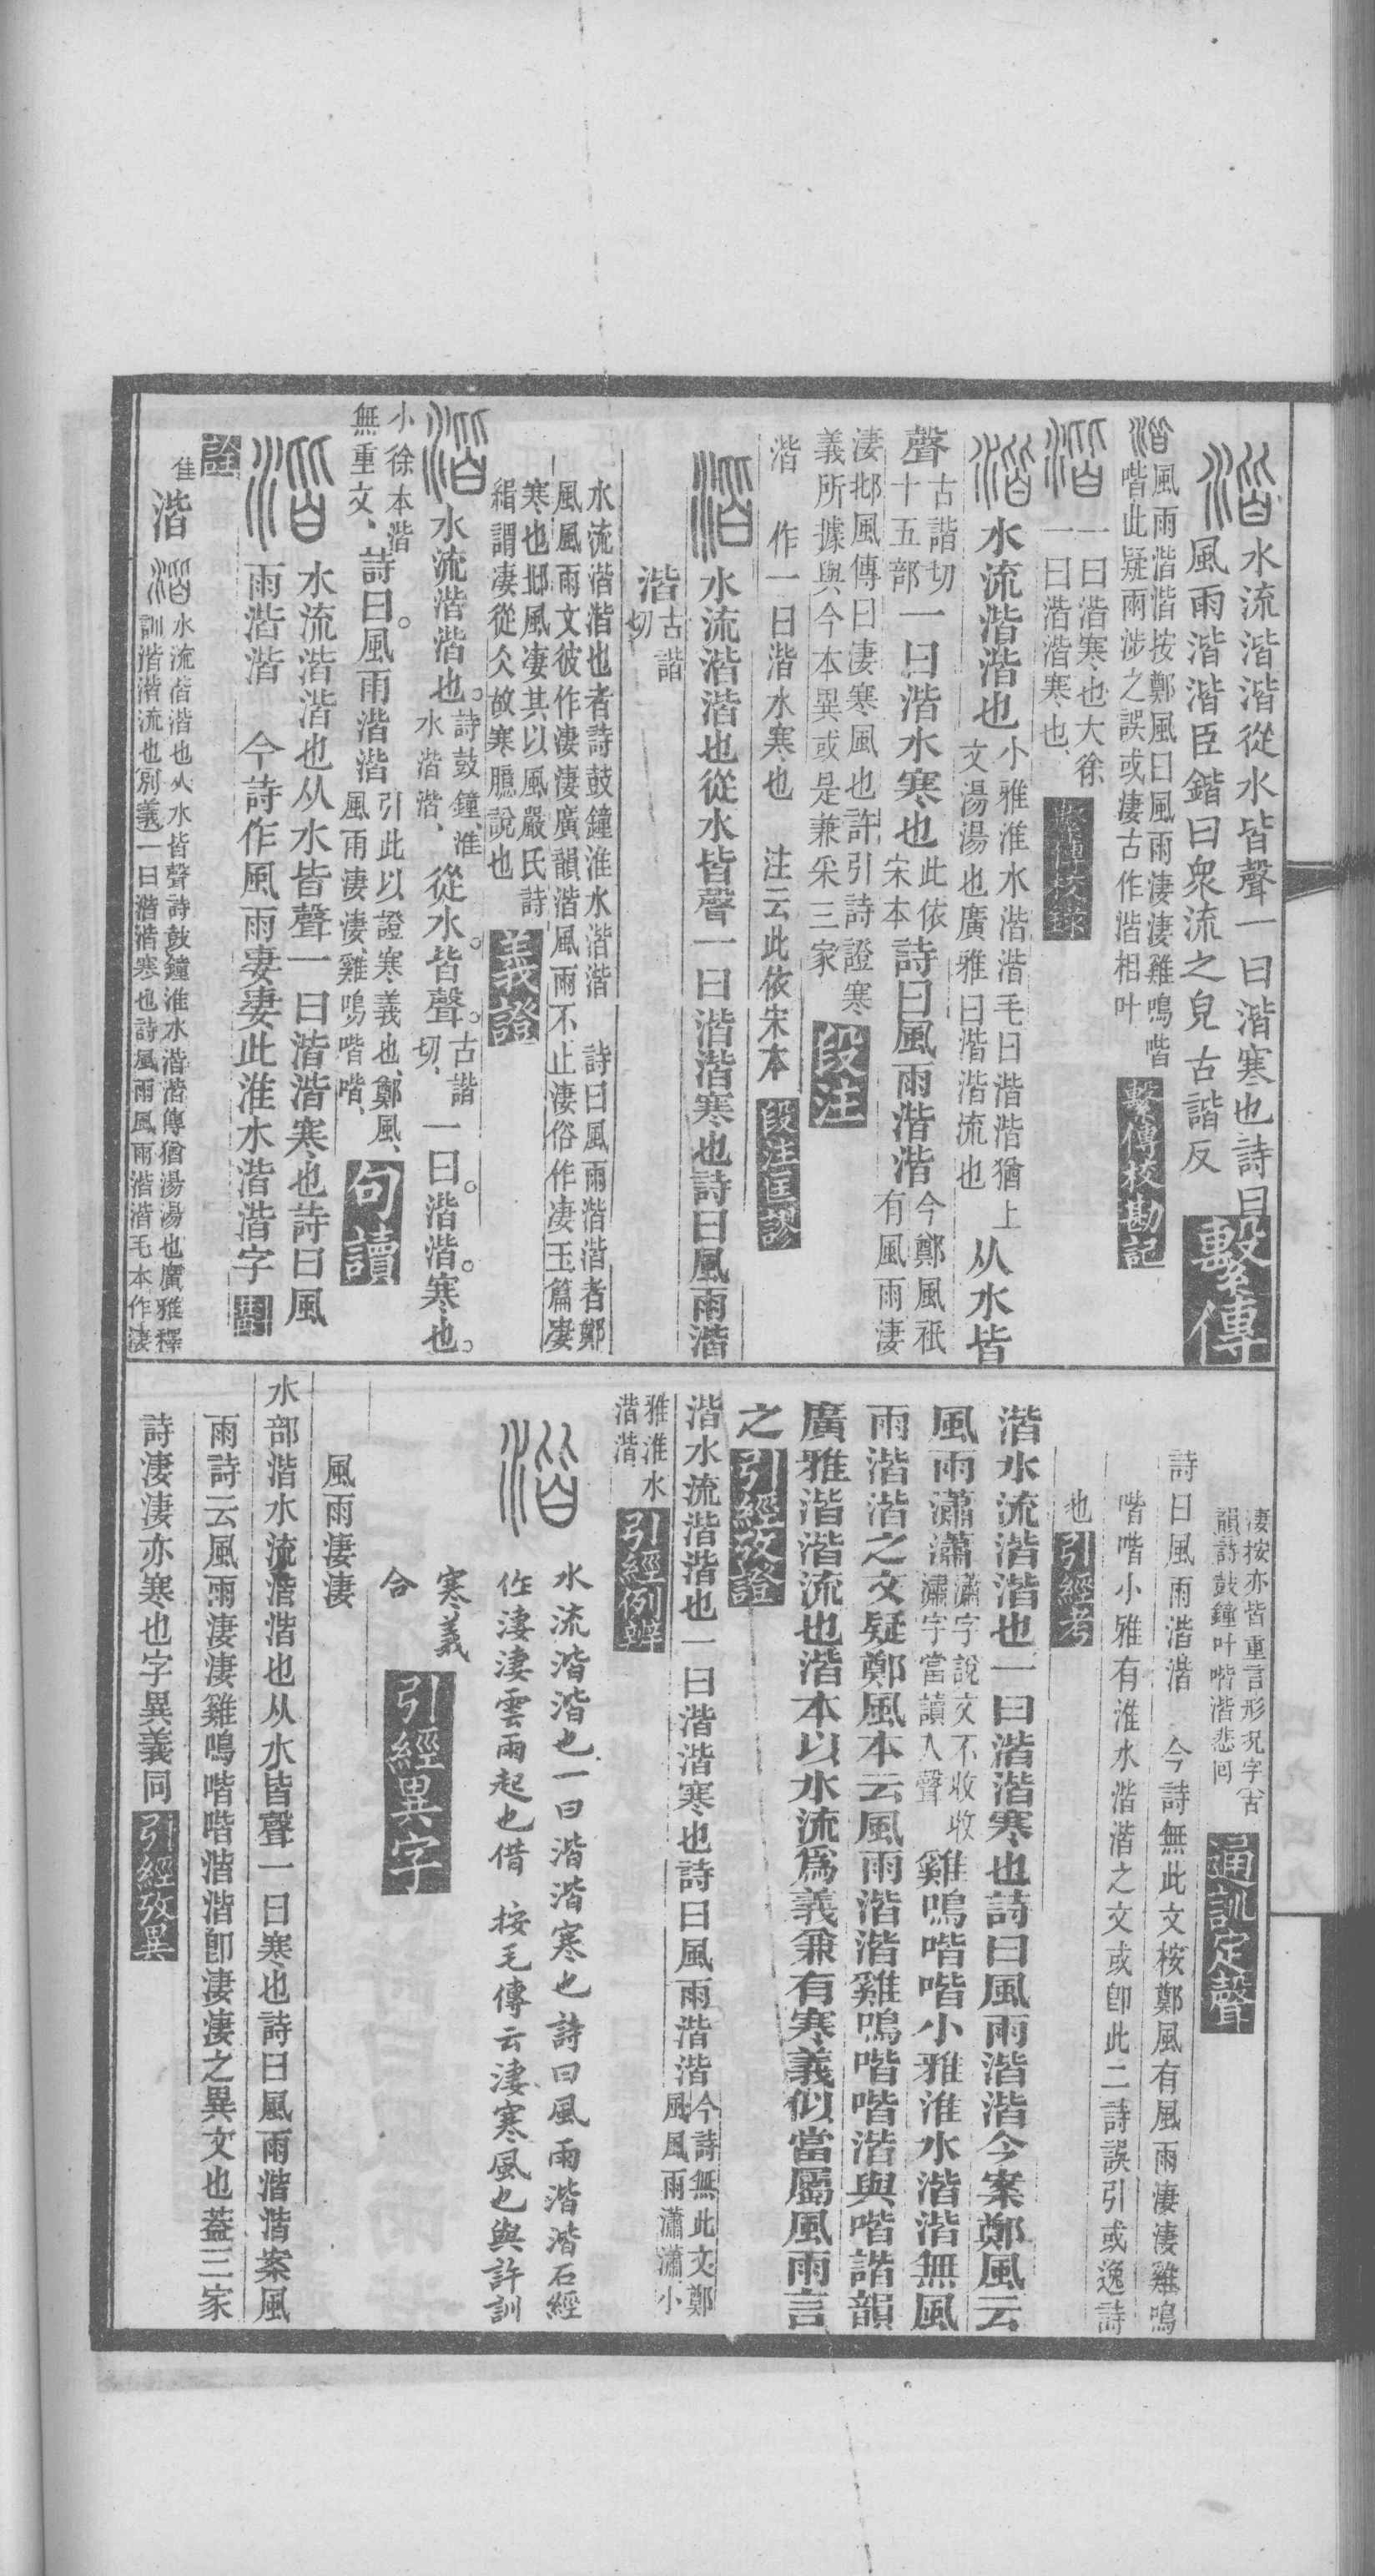 水流湝湝從水皆聲一曰湝寒也詩曰
風雨湝湝臣鍇曰衆流之皃古諧反
繫傳
風雨湝湝按鄭風曰風雨淒淒雞鳴喈
喈此疑兩涉之誤或淒古作湝相叶
繫傳校勘記
一曰湝寒也大徐
一曰湝湝寒也
水流湝湝也
小雅淮水湝湝毛曰湝湝猶上
文湯湯也廣雅曰湝湝流也
从水皆
聲
古諧切
十五部
一曰湝水寒也
此依
宋本
詩曰風雨湝湝
今鄭風祇
有風雨淒
淒邶風傳曰淒寒風也許引詩證寒
義所據與今本異或是兼采三家
段注
湝 作一曰湝水寒也 注云此依宋本
段注匡謬
水流湝湝也從水皆聲一曰湝湝寒也詩曰風雨湝
湝
古諧
切
水流湝湝也者詩鼓鐘淮水湝湝 詩曰風雨湝湝者鄭
風風雨文彼作淒淒廣韻湝風雨不止淒俗作凄玉篇凄
寒也邶風凄其以風嚴氏詩
緝謂凄從仌故寒臆說也
義證
水流湝湝也
詩鼓鐘淮
水湝湝
從水皆聲
古諧
切
一曰湝湝寒也
小徐本湝
無重文
詩曰風雨湝湝
引此以證寒義也鄭風
風雨淒淒雞鳴喈喈
句讀
水流湝湝也从水皆聲一曰湝湝寒也詩曰風
雨湝湝 今詩作風雨妻妻此淮水湝湝字
湝
水流湝湝也从水皆聲詩鼓鐘淮水湝湝傳猶湯湯也廣雅釋
訓湝湝流也別義一曰湝湝寒也詩風雨風雨湝湝毛本作淒
淒按亦皆重言形况字
韻詩鼓鐘叶喈湝悲回
通訓定聲
詩曰風雨湝湝 今詩無此文桉鄭風有風雨淒淒雞鳴
喈喈小雅有淮水湝湝之文或卽此二詩誤引或逸詩
也
引經考
湝水流湝湝也一曰湝湝寒也詩曰風雨湝湝今案鄭風云
風雨瀟瀟
瀟字說文不收收
潚字當讀入聲
雞鳴喈喈小雅淮水湝湝無風
雨湝湝之文疑鄭風本云風雨湝湝雞鳴喈喈湝與喈諧韻
廣雅湝湝流也湝本以水流爲義兼有寒義似當屬風雨言
之
引經攷證
湝水流湝湝也一曰湝湝寒也詩曰風雨湝湝
今詩無此文鄭
風風雨瀟瀟小
雅淮水
湝湝
引經例辨
水流湝湝也一曰湝湝寒也詩曰風雨湝湝石經
作淒淒雲雨起也借 按毛傳云淒寒風也與許訓
寒義
合
引經異字
風雨淒淒
水部湝水流湝湝也从水皆聲一曰寒也詩曰風雨湝湝案風
雨詩云風雨淒淒雞鳴喈喈湝湝卽淒淒之異文也葢三家
詩淒淒亦寒也字異義同
引經攷異